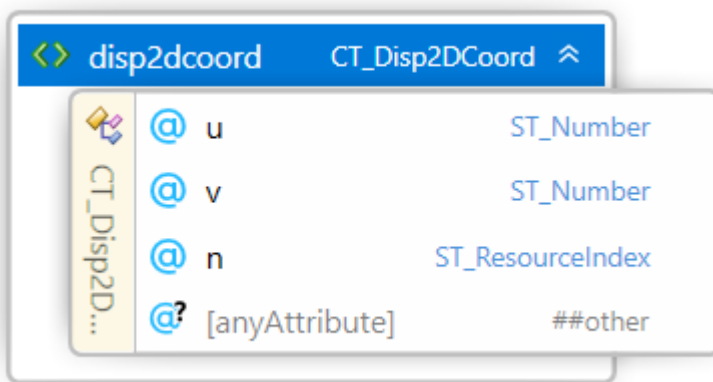 disp2dcoord CT_Disp2DCoord
CT_Disp2D...
@ u ST_Number
@ v ST_Number
@ n ST_ResourceIndex
@? [anyAttribute] ##other